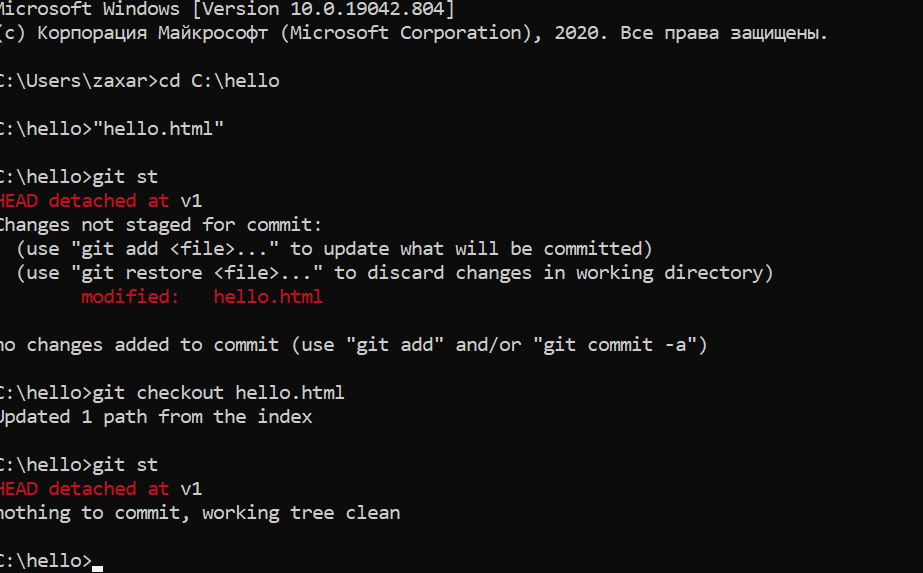 Microsoft Windows [Version 10.0.19042.804]
(c) Корпорация Майкрософт (Microsoft Corporation), 2020. Все права защищены.
C:\Users\zaxar>cd C:\hello
C:\hello>"hello.html"
C:\hello>git st
HEAD detached at v1
Changes not staged for commit:
(use "git add <file>..." to update what will be committed)
(use "git restore <file>..." to discard changes in working directory)
modified: hello.html
no changes added to commit (use "git add" and/or "git commit -a")
C:\hello>git checkout hello.html
Updated 1 path from the index
C:\hello>git st
HEAD detached at v1
nothing to commit, working tree clean
C:\hello>